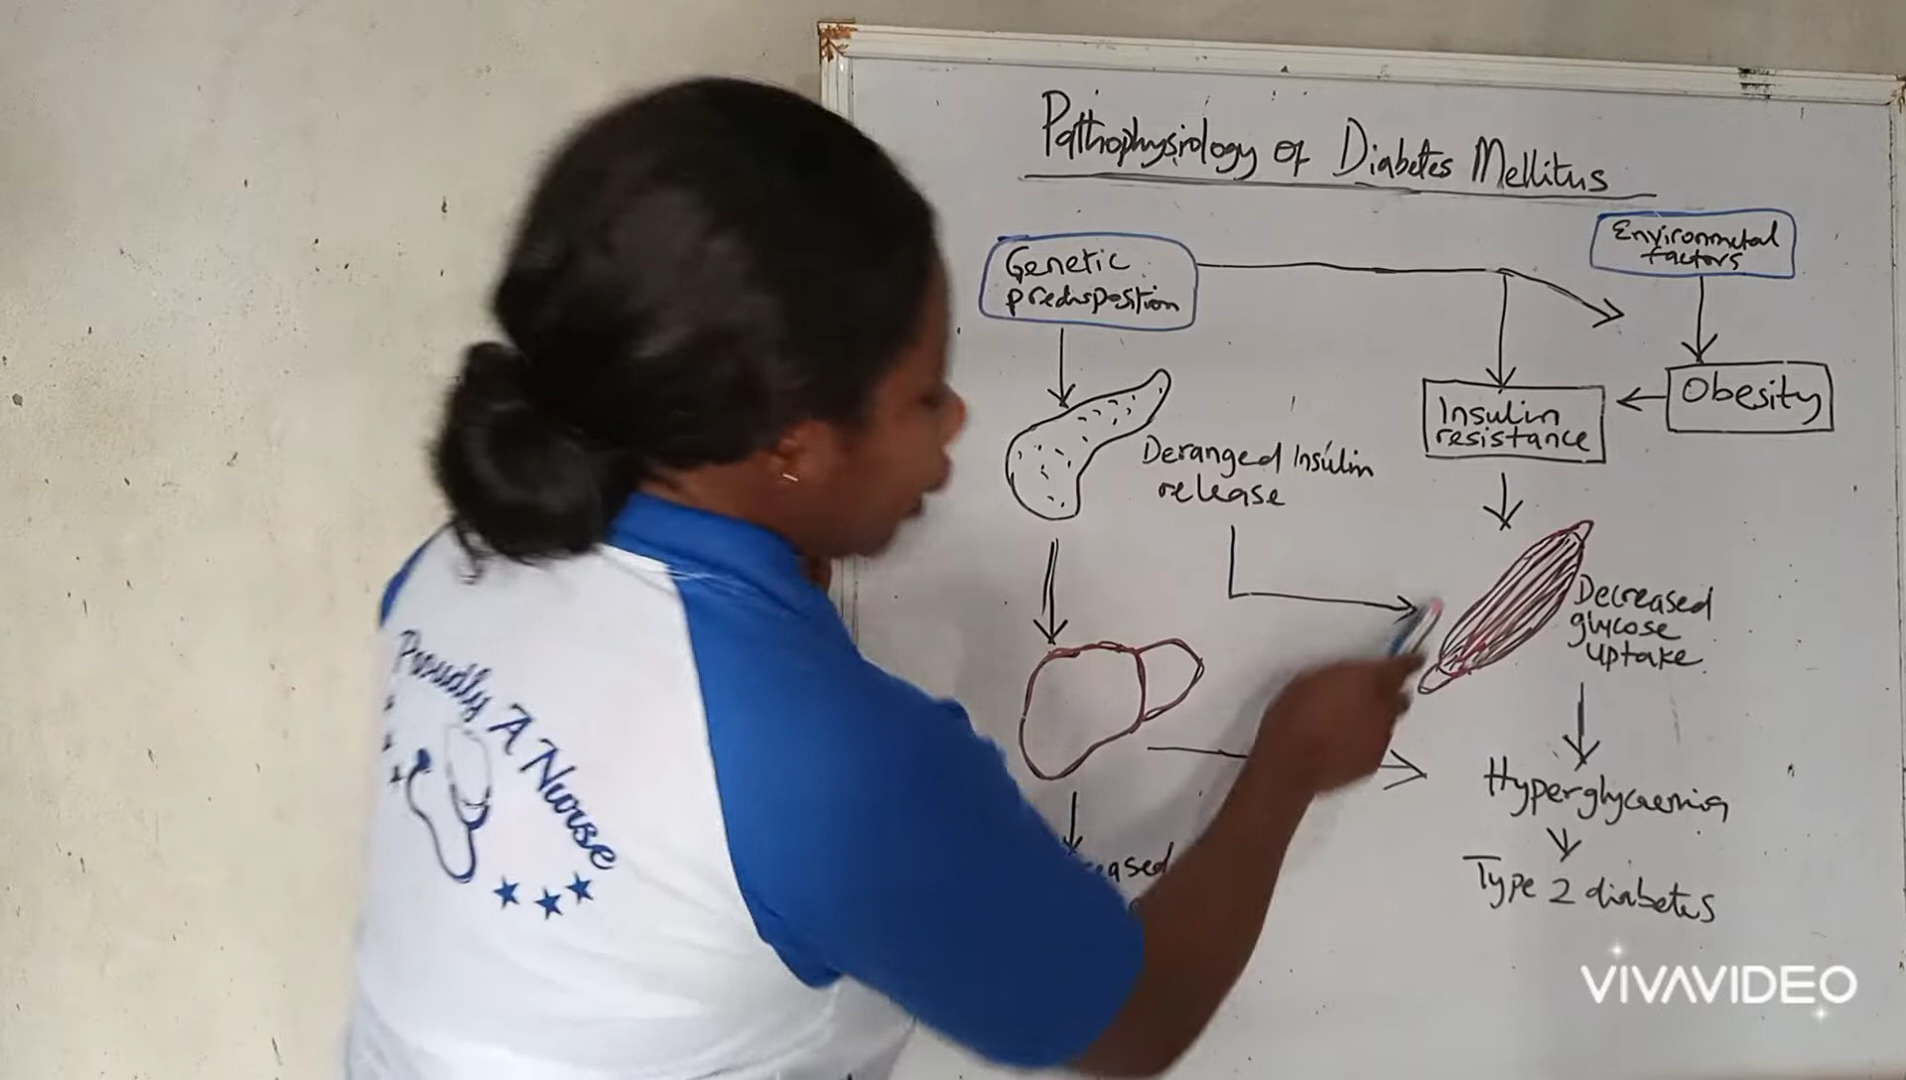 Pathophysiology of Diabetes Mellitus
Genetic
predisposition
Environmetal
factors
Obesity
Insulin
resistance
Deranged Insulin
release
Decreased
glycose
uptake
Hyperglycaemia
Type 2 diabetes
Proudly A Nurse
VIVAVIDEO